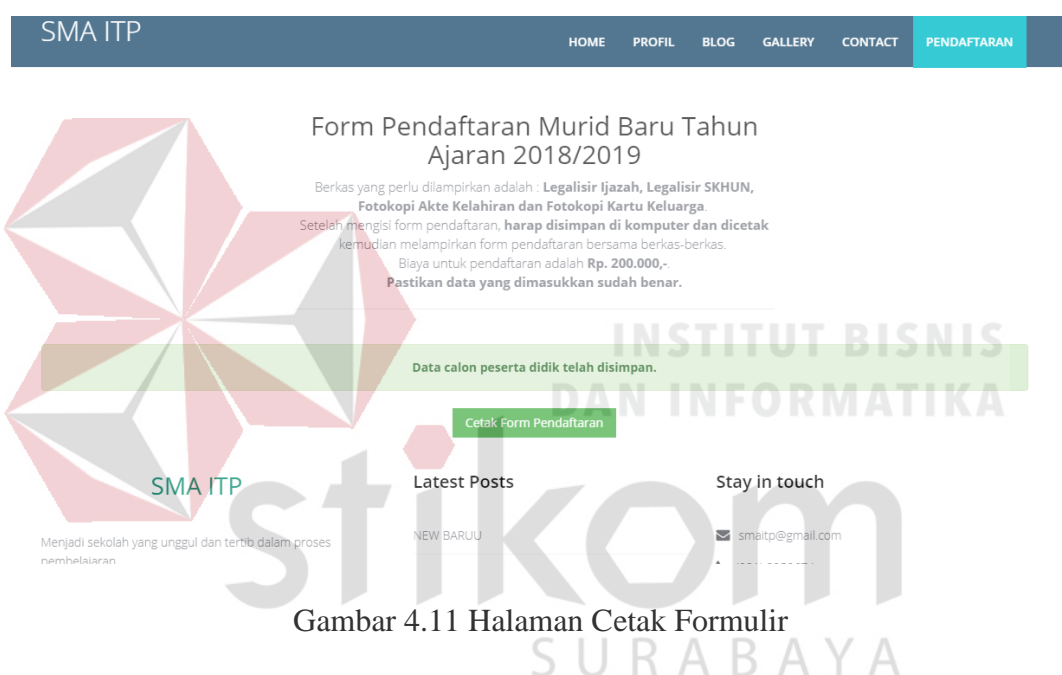 SMA ITP
HOME PROFIL BLOG GALLERY CONTACT PENDAFTARAN
Form Pendaftaran Murid Baru Tahun
Ajaran 2018/2019
Berkas yang perlu dilampirkan adalah : Legalisir Ijazah, Legalisir SKHUN,
Fotokopi Akte Kelahiran dan Fotokopi Kartu Keluarga.
Setelah mengisi form pendaftaran, harap disimpan di komputer dan dicetak
kemudian melampirkan form pendaftaran bersama berkas-berkas.
Biaya untuk pendaftaran adalah Rp. 200.000,-.
Pastikan data yang dimasukkan sudah benar.
INSTITUT BISNIS
Data calon peserta didik telah disimpan.
DAN INFORMATIKA
Cetak Form Pendaftaran
stikom
SMA ITP
Menjadi sekolah yang unggul dan tertib dalam proses
pembelajaran
Latest Posts
NEW BARUU
Stay in touch
smaitp@gmail.com
Gambar 4.11 Halaman Cetak Formulir
SURABAYA